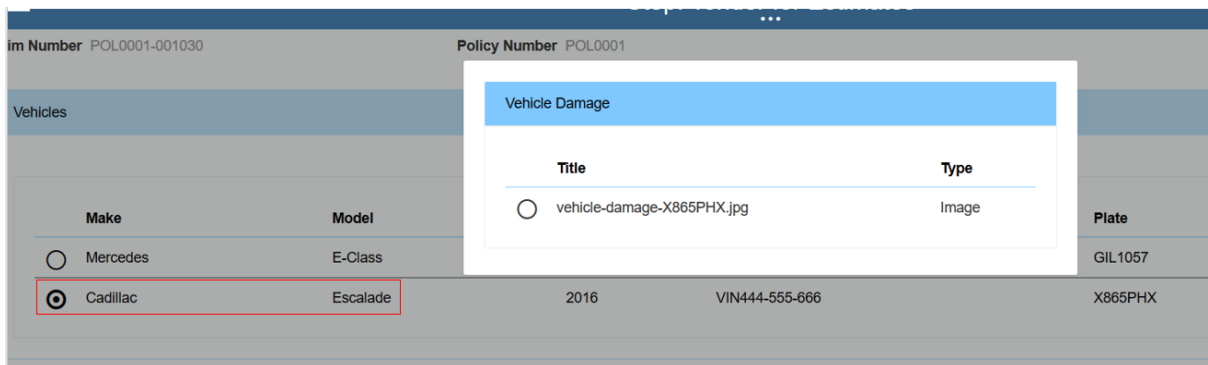 im Number POL0001-001030 Policy Number POL0001
Vehicles
Vehicle Damage
Title Type
vehicle-damage-X865PHX.jpg Image
Make Model Plate
Mercedes E-Class GIL1057
Cadillac Escalade 2016 VIN444-555-666 X865PHX